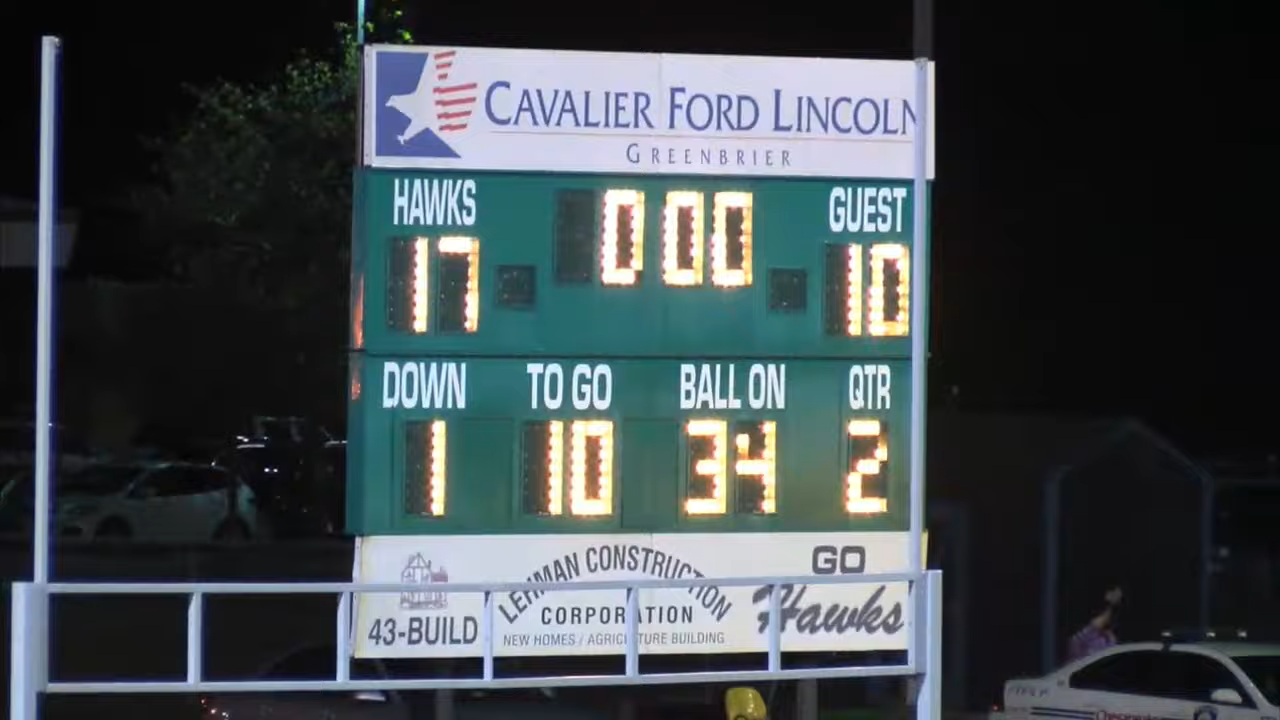 CAVALIER FORD LINCOLN
GREENBRIER
HAWKS 0:00 GUEST
17 10
DOWN TO GO BALL ON QTR
1 10 34 2
LEHMAN CONSTRUCTION
CORPORATION
NEW HOMES / AGRICULTURE BUILDING
43-BUILD
GO
Hawks